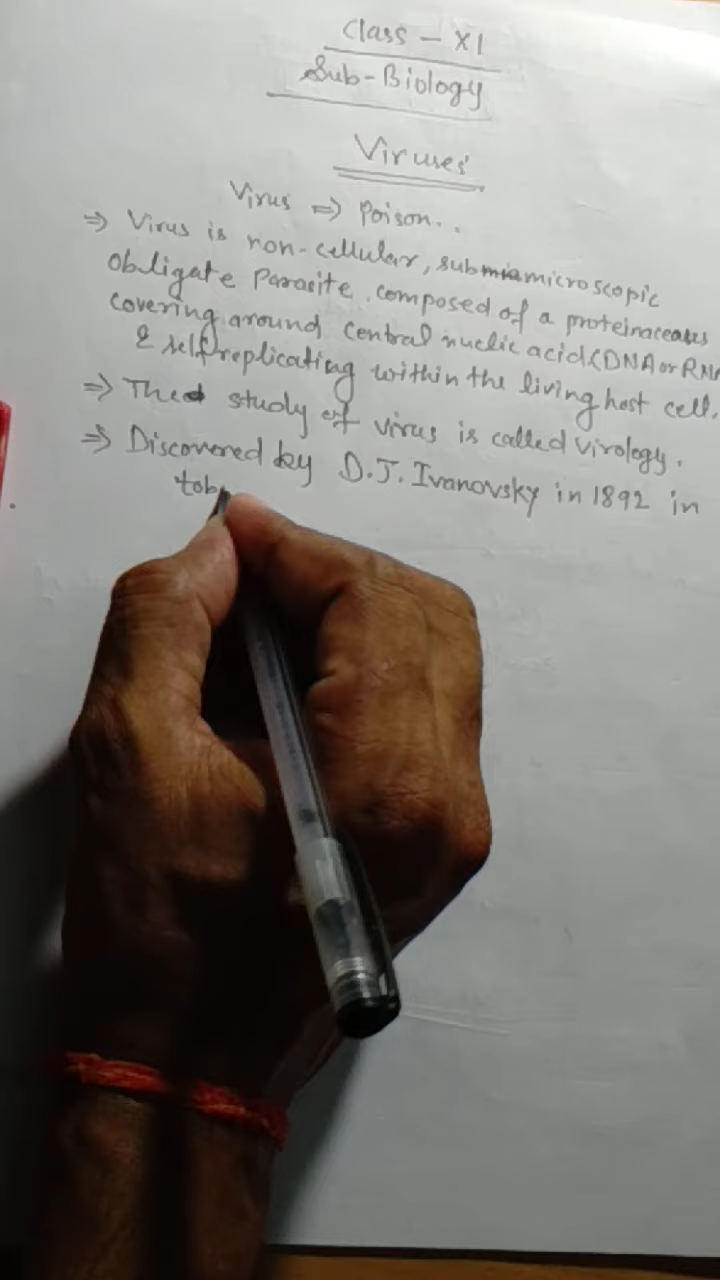 Class - XI
Sub-Biology
Viruses
Virus ⇒ Poison..
⇒ Virus is non-cellular, submicroscopic
obligate Parasite, composed of a proteinaceous
covering around central nuclic acid (DNA or RNA
& self replicating within the living host cell.
⇒ The study of virus is called Virology.
⇒ Discovered by D.J. Ivanovsky in 1892 in
tob